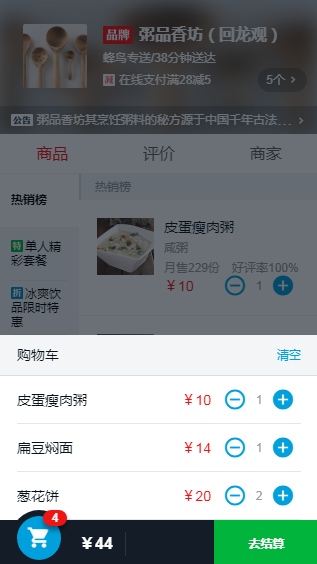 品牌 粥品香坊（回龙观）
蜂鸟专送/38分钟送达
减 在线支付满28减5
5个 >
公告 粥品香坊其烹饪粥料的秘方源于中国千年古法... >
商品 评价 商家
热销榜
热销榜
特 单人精
彩套餐
折 冰爽饮
品限时特
惠
皮蛋瘦肉粥
咸粥
月售229份 好评率100%
￥10 1
购物车 清空
皮蛋瘦肉粥 ￥10 1
扁豆焖面 ￥14 1
葱花饼 ￥20 2
4
￥44 去结算